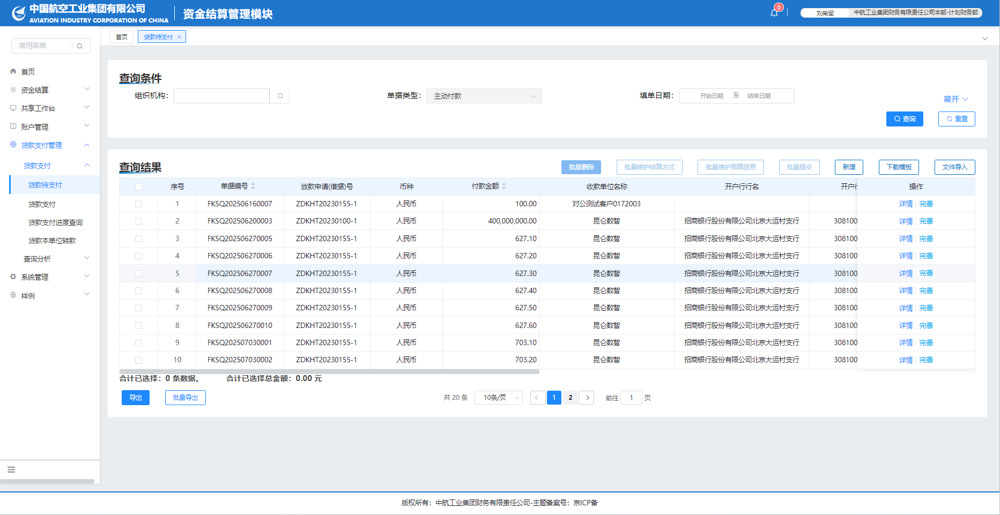 中国航空工业集团有限公司
AVIATION INDUSTRY CORPORATION OF CHINA
资金结算管理模块
0
刘希军
中航工业集团财务有限责任公司本部-计划财务部
常用菜单
首页
贷款待支付
首页
资金结算
共享工作台
账户管理
贷款支付管理
贷款支付
贷款待支付
贷款支付
贷款支付进度查询
贷款本单位转款
查询分析
系统管理
样例
查询条件
组织机构：
单据类型： 主动付款
填单日期： 开始日期 至 结束日期
展开
查询 重置
查询结果
批量删除 批量维护结算方式 批量维护预算信息 批量提交 新增 下载模板 文件导入
序号 单据编号 放款申请(借据)号 币种 付款金额 收款单位名称 开户行行名 开户行 操作
1 FKSQ202506160007 ZDKHT20230155-1 人民币 100.00 对公测试客户0172003 详情 完善
2 FKSQ202506200003 ZDKHT20230100-1 人民币 400,000,000.00 昆仑数智 招商银行股份有限公司北京大运村支行 308100 详情 完善
3 FKSQ202506270005 ZDKHT20230155-1 人民币 627.10 昆仑数智 招商银行股份有限公司北京大运村支行 308100 详情 完善
4 FKSQ202506270006 ZDKHT20230155-1 人民币 627.20 昆仑数智 招商银行股份有限公司北京大运村支行 308100 详情 完善
5 FKSQ202506270007 ZDKHT20230155-1 人民币 627.30 昆仑数智 招商银行股份有限公司北京大运村支行 308100 详情 完善
6 FKSQ202506270008 ZDKHT20230155-1 人民币 627.40 昆仑数智 招商银行股份有限公司北京大运村支行 308100 详情 完善
7 FKSQ202506270009 ZDKHT20230155-1 人民币 627.50 昆仑数智 招商银行股份有限公司北京大运村支行 308100 详情 完善
8 FKSQ202506270010 ZDKHT20230155-1 人民币 627.60 昆仑数智 招商银行股份有限公司北京大运村支行 308100 详情 完善
9 FKSQ202507030001 ZDKHT20230155-1 人民币 703.10 昆仑数智 招商银行股份有限公司北京大运村支行 308100 详情 完善
10 FKSQ202507030002 ZDKHT20230155-1 人民币 703.20 昆仑数智 招商银行股份有限公司北京大运村支行 308100 详情 完善
合计已选择：0 条数据。 合计已选择总金额：0.00 元
导出 批量导出
共 20 条 10条/页 1 2 前往 1 页
版权所有：中航工业集团财务有限责任公司-主题备案号：京ICP备